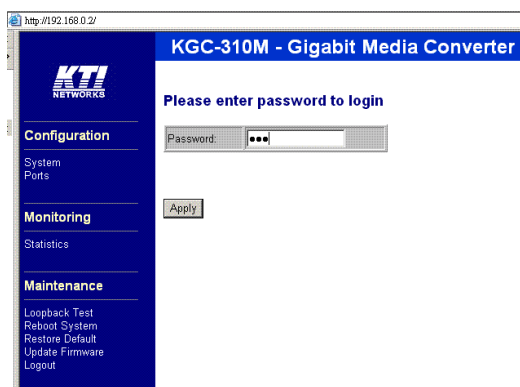 http://192.168.0.2/
KGC-310M - Gigabit Media Converter
KTI
NETWORKS
Please enter password to login
Configuration
Password: •••
System
Ports
Apply
Monitoring
Statistics
Maintenance
Loopback Test
Reboot System
Restore Default
Update Firmware
Logout